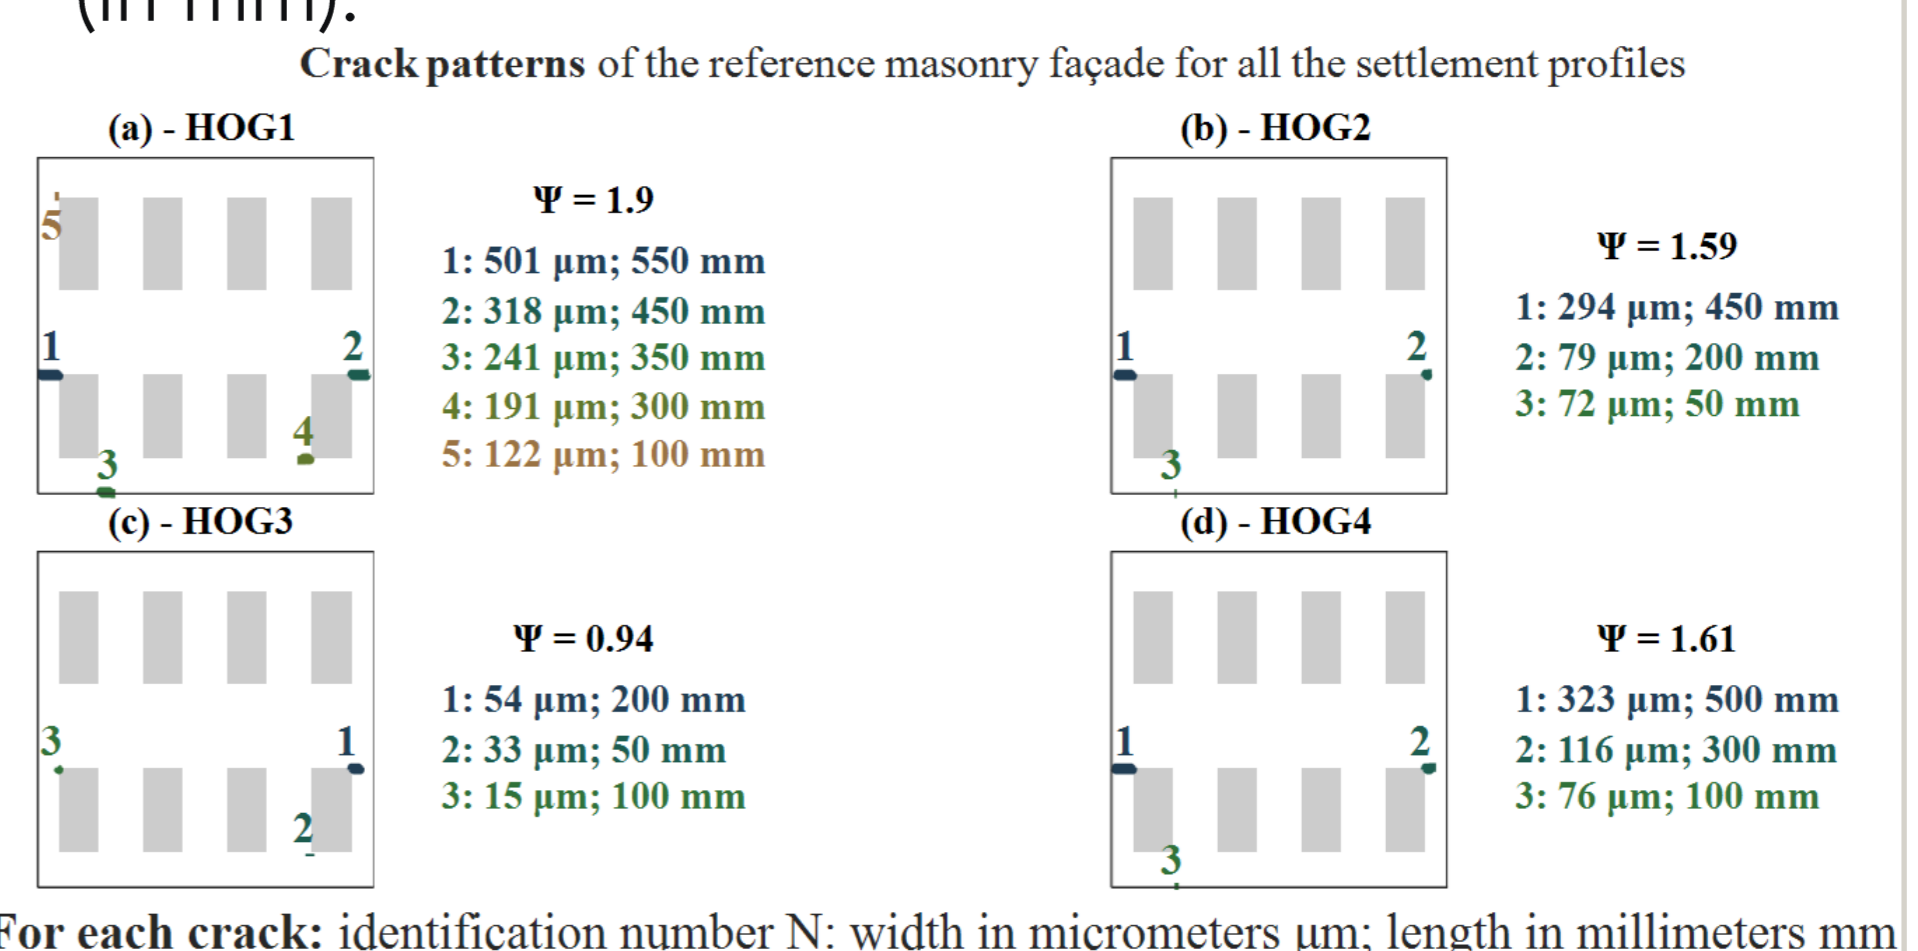 (in mm).
Crack patterns of the reference masonry façade for all the settlement profiles
(a) - HOG1
5
1
2
3
4
Ψ = 1.9
1: 501 μm; 550 mm
2: 318 μm; 450 mm
3: 241 μm; 350 mm
4: 191 μm; 300 mm
5: 122 μm; 100 mm
(b) - HOG2
1
2
3
Ψ = 1.59
1: 294 μm; 450 mm
2: 79 μm; 200 mm
3: 72 μm; 50 mm
(c) - HOG3
3
1
2
Ψ = 0.94
1: 54 μm; 200 mm
2: 33 μm; 50 mm
3: 15 μm; 100 mm
(d) - HOG4
1
2
3
Ψ = 1.61
1: 323 μm; 500 mm
2: 116 μm; 300 mm
3: 76 μm; 100 mm
For each crack: identification number N: width in micrometers μm; length in millimeters mm